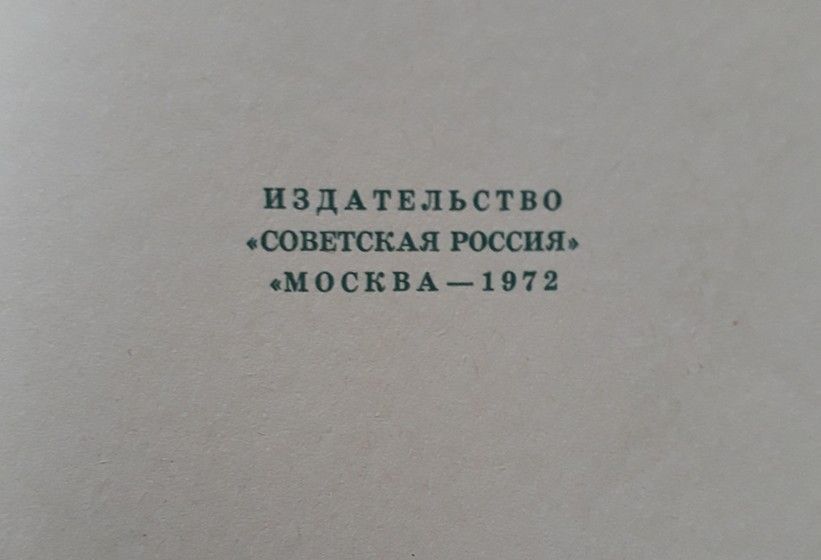 ИЗДАТЕЛЬСТВО
«СОВЕТСКАЯ РОССИЯ»
«МОСКВА — 1972